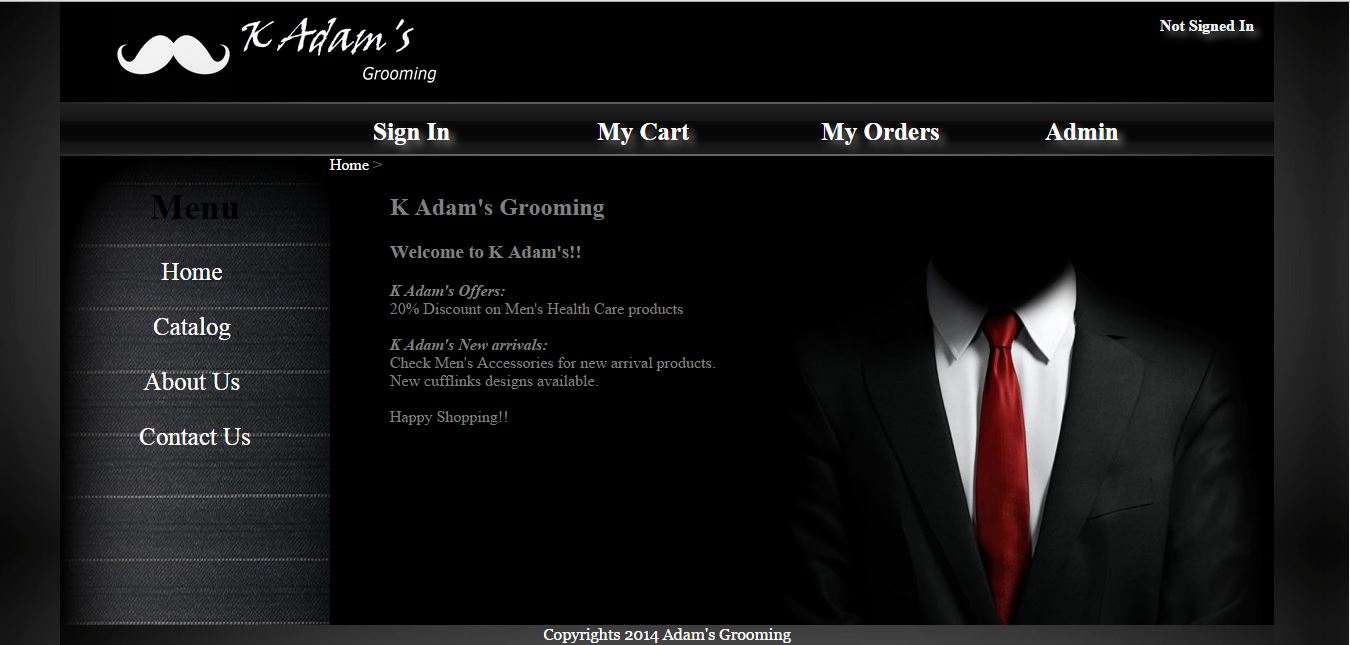 K Adam's
Grooming
Not Signed In
Sign In My Cart My Orders Admin
Home >
Menu
Home
Catalog
About Us
Contact Us
K Adam's Grooming
Welcome to K Adam's!!
K Adam's Offers:
20% Discount on Men's Health Care products
K Adam's New arrivals:
Check Men's Accessories for new arrival products.
New cufflinks designs available.
Happy Shopping!!
Copyrights 2014 Adam's Grooming